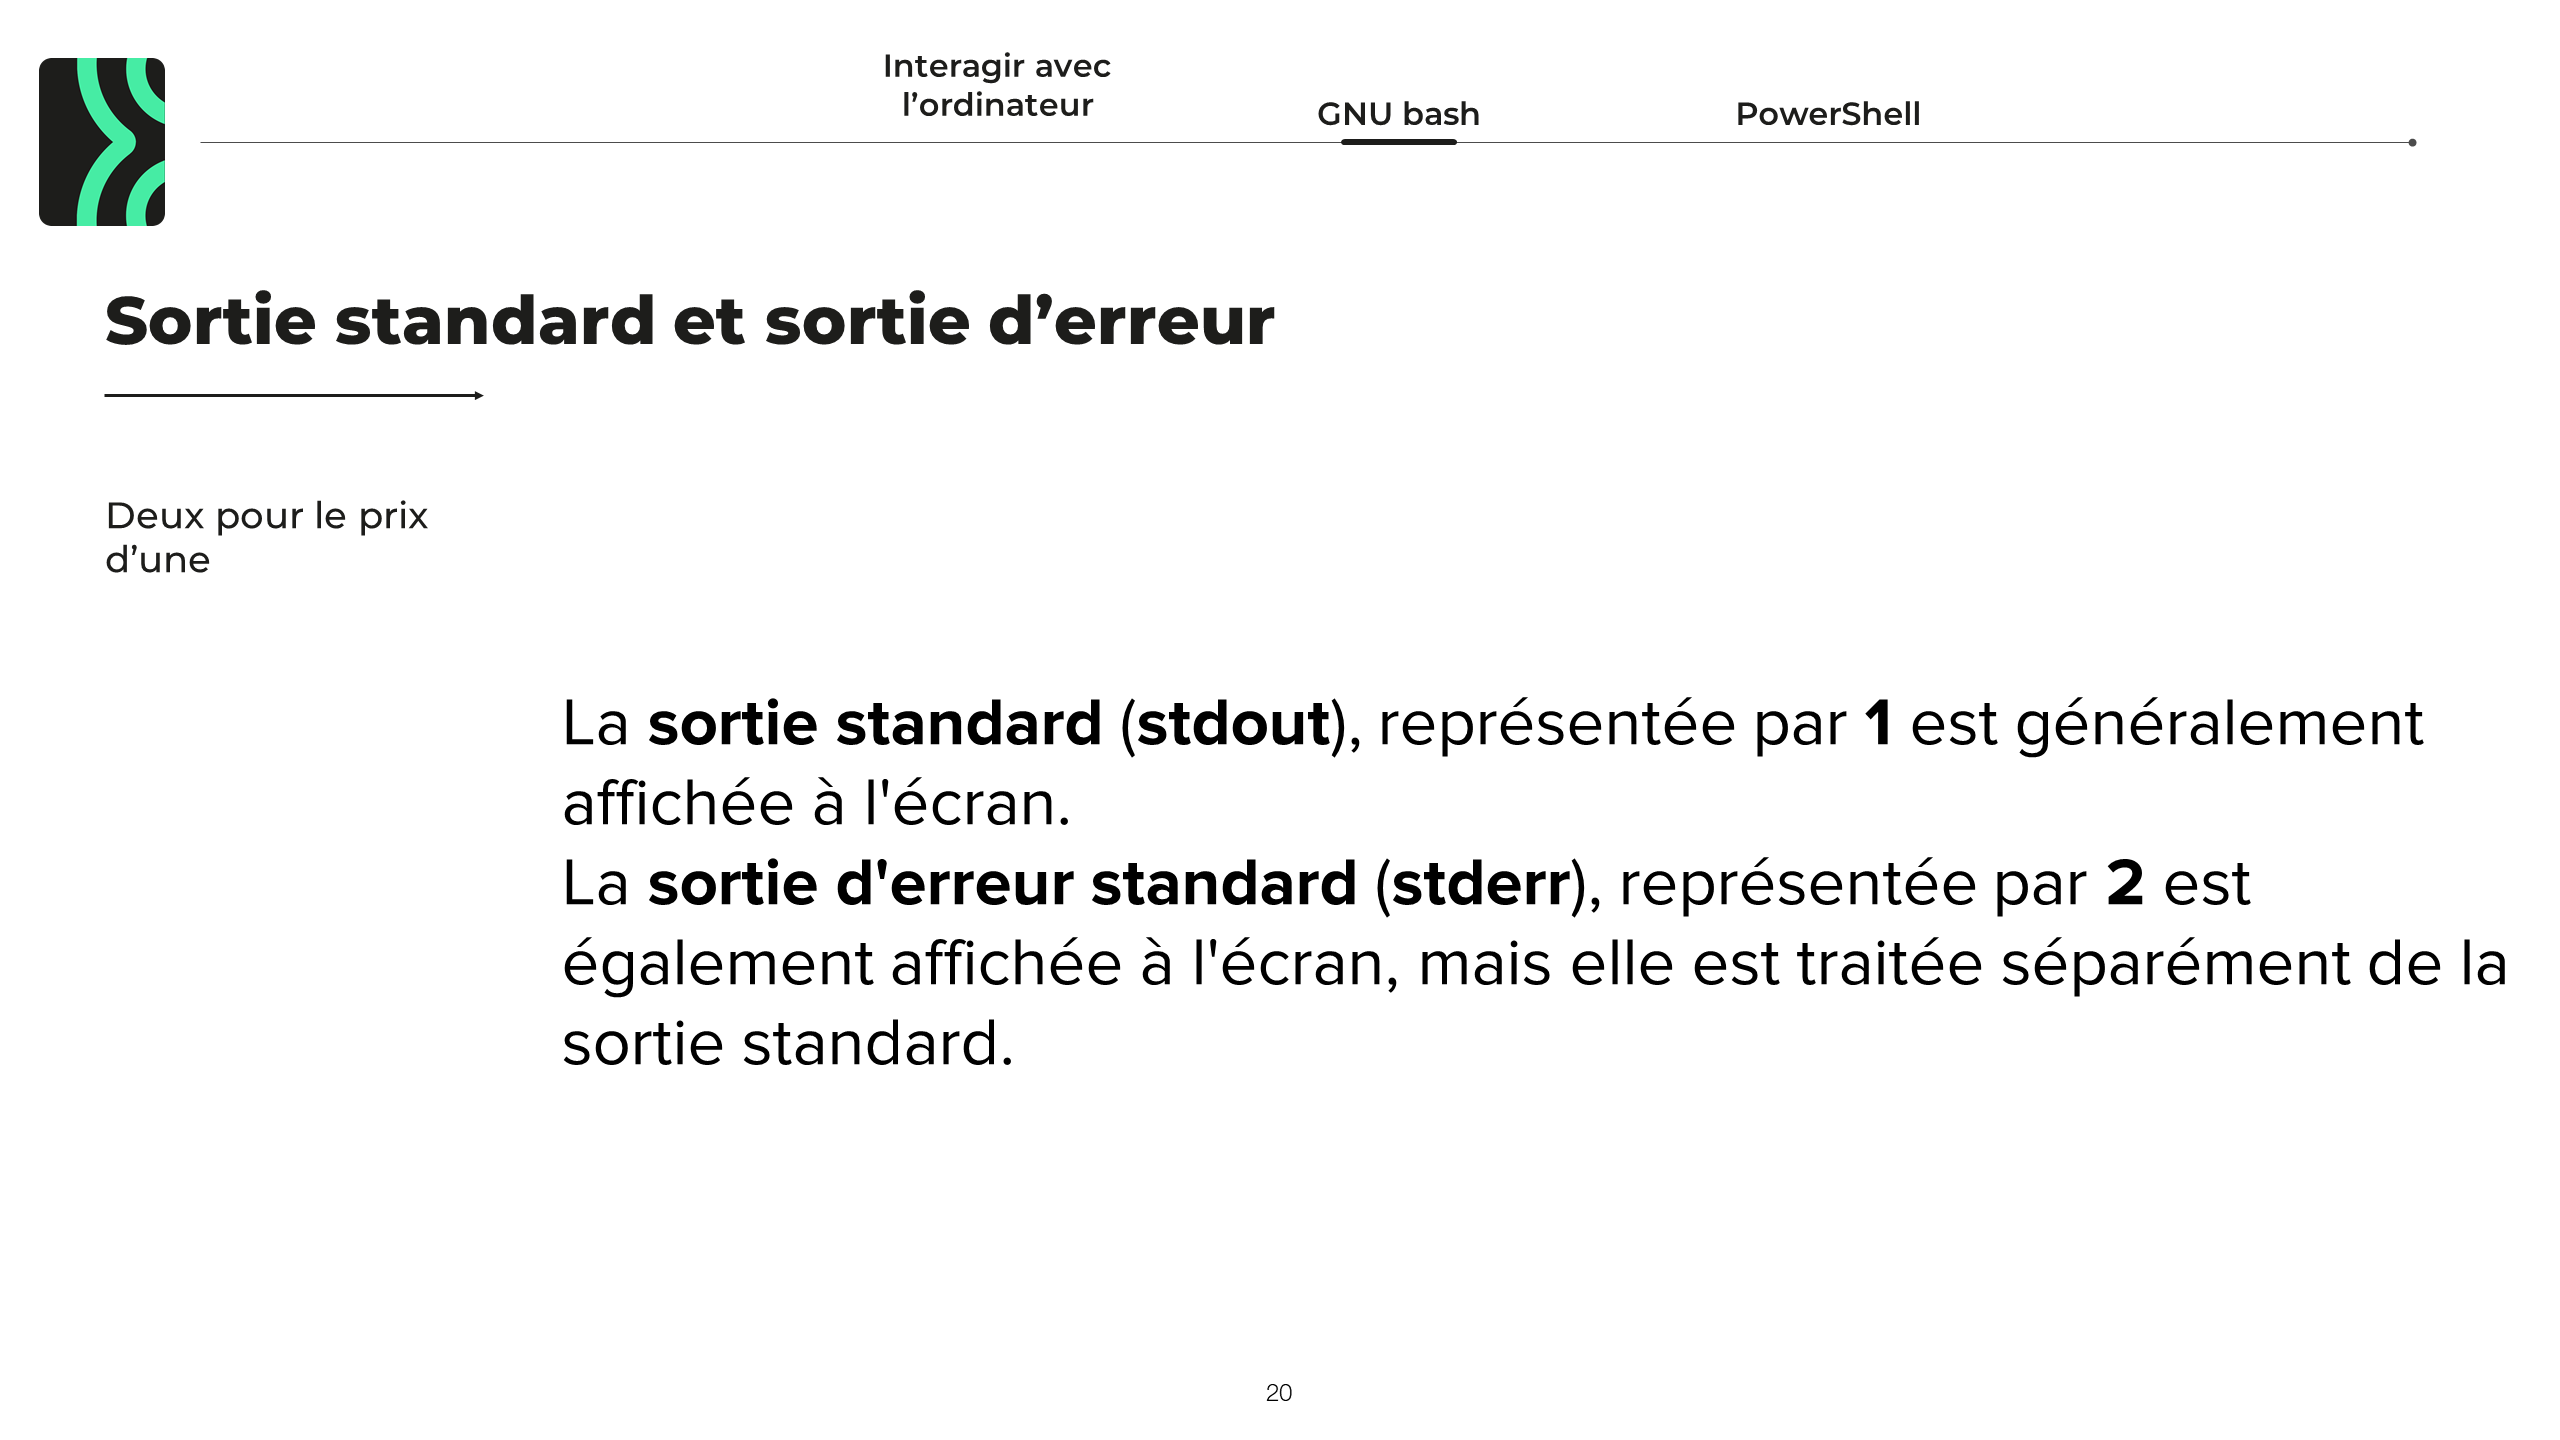 Interagir avec
l’ordinateur
GNU bash
PowerShell
Sortie standard et sortie d’erreur
Deux pour le prix
d’une
La sortie standard (stdout), représentée par 1 est généralement
affichée à l'écran.
La sortie d'erreur standard (stderr), représentée par 2 est
également affichée à l'écran, mais elle est traitée séparément de la
sortie standard.
20